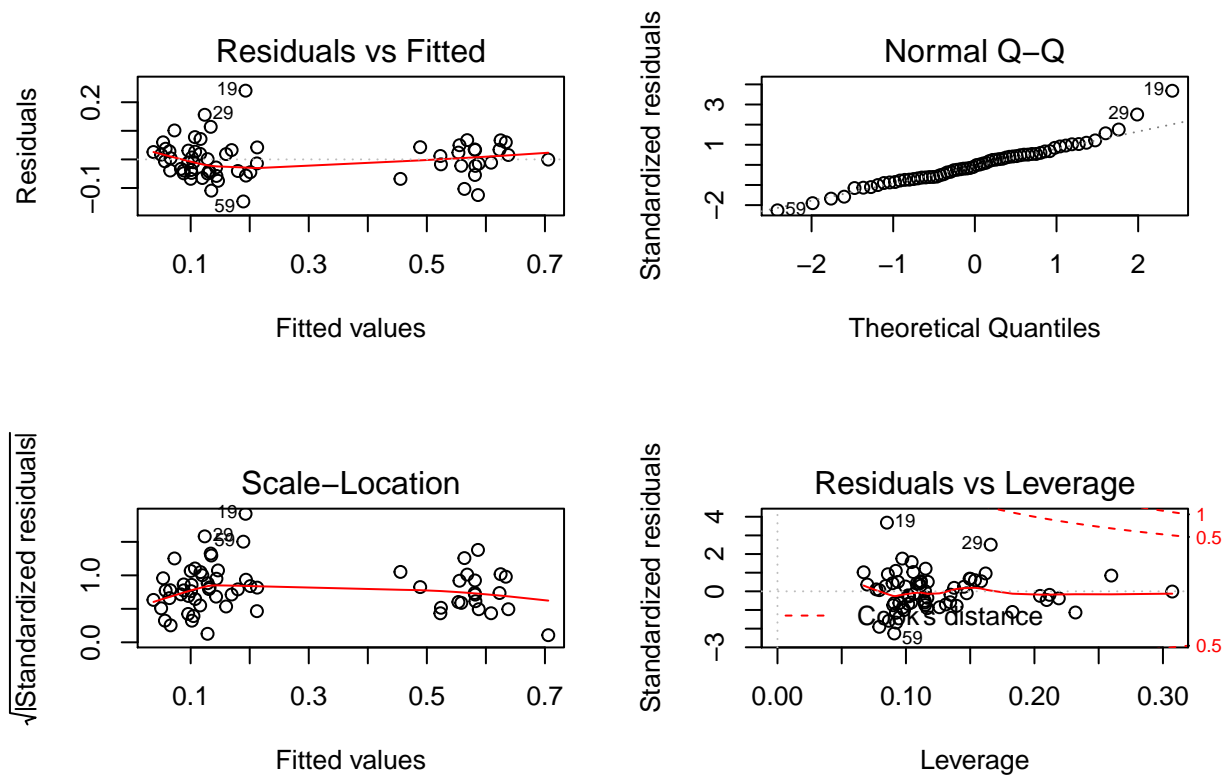 Residuals vs Fitted
Residuals
0.2
−0.1
19
29
59
0.1 0.3 0.5 0.7
Fitted values
Normal Q−Q
Standardized residuals
3
1
−2
19
29
59
−2 −1 0 1 2
Theoretical Quantiles
Scale−Location
√|Standardized residuals|
1.0
0.0
19
29
59
0.1 0.3 0.5 0.7
Fitted values
Residuals vs Leverage
Standardized residuals
4
2
0
−3
19
29
59
Cook's distance
1
0.5
0.5
0.00 0.10 0.20 0.30
Leverage